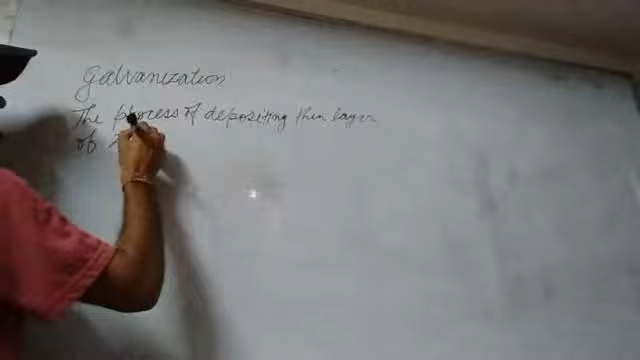 Galvanization
The process of depositing thin layer
of